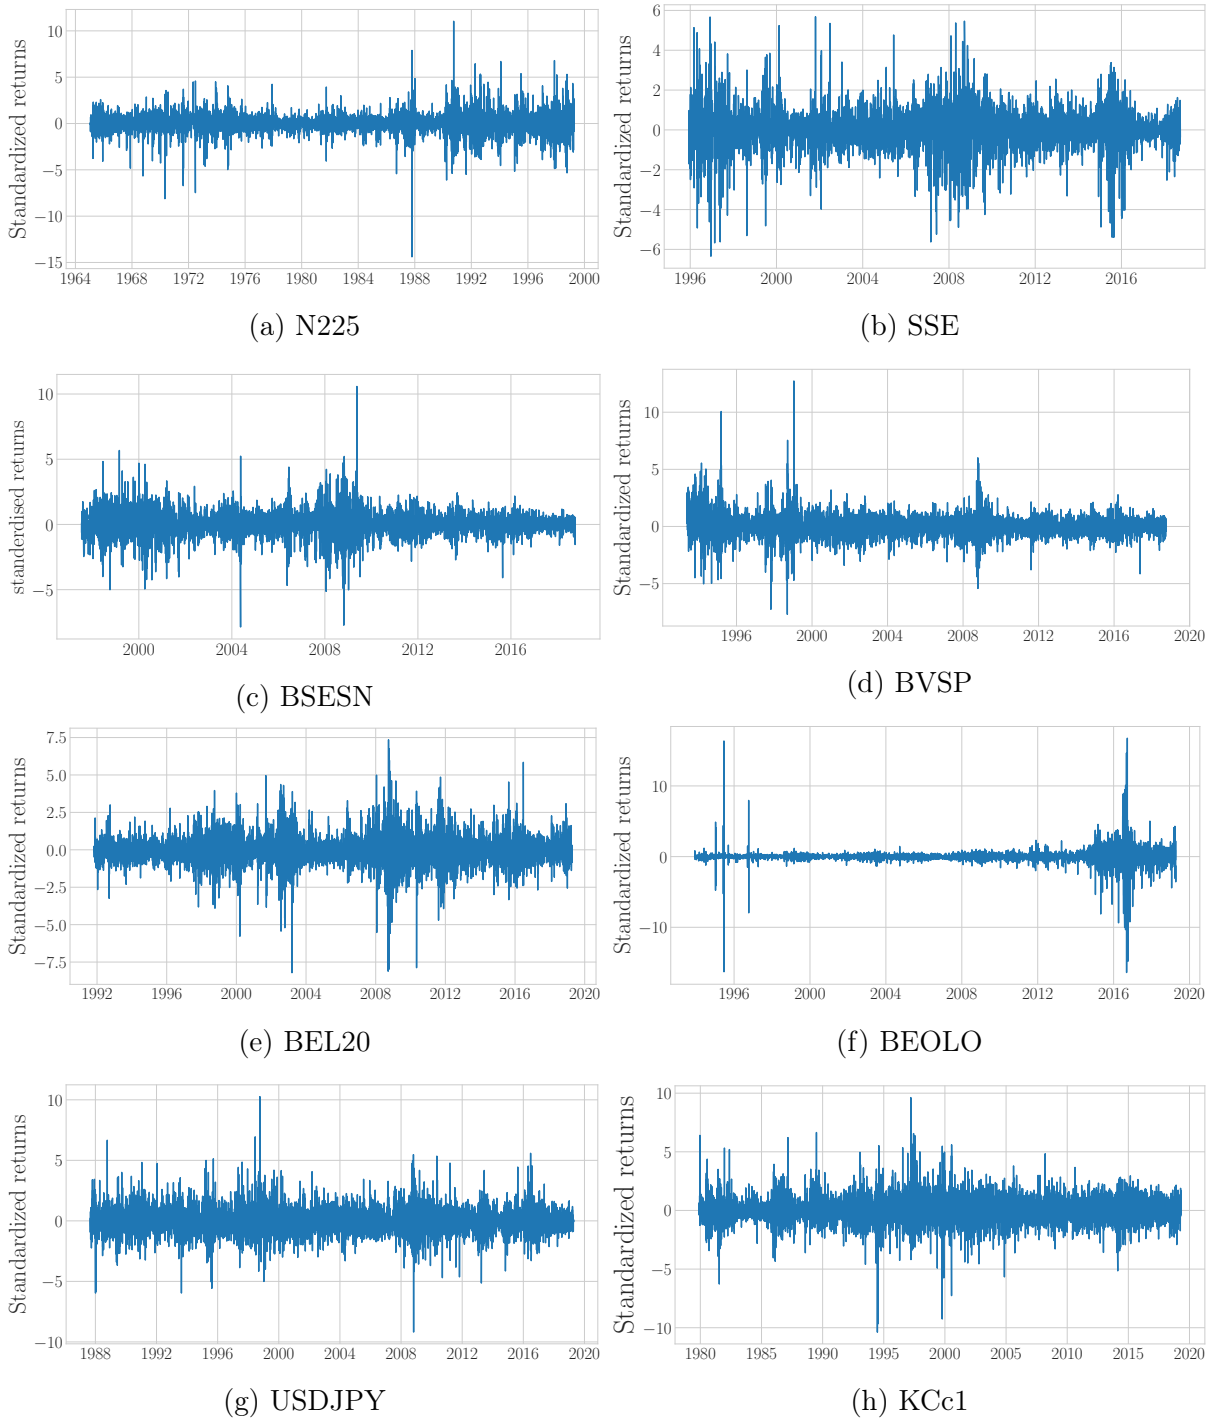 Standardized returns
10
5
0
−5
−10
−15
1964 1968 1972 1976 1980 1984 1988 1992 1996 2000
(a) N225
Standardized returns
6
4
2
0
−2
−4
−6
1996 2000 2004 2008 2012 2016
(b) SSE
standerdised returns
10
5
0
−5
2000 2004 2008 2012 2016
(c) BSESN
Standardized returns
10
5
0
−5
1996 2000 2004 2008 2012 2016 2020
(d) BVSP
Standardized returns
7.5
5.0
2.5
0.0
−2.5
−5.0
−7.5
1992 1996 2000 2004 2008 2012 2016 2020
(e) BEL20
Standardized returns
10
0
−10
1996 2000 2004 2008 2012 2016 2020
(f) BEOLO
Standardized returns
10
5
0
−5
−10
1988 1992 1996 2000 2004 2008 2012 2016 2020
(g) USDJPY
Standardized returns
10
5
0
−5
−10
1980 1985 1990 1995 2000 2005 2010 2015 2020
(h) KCc1